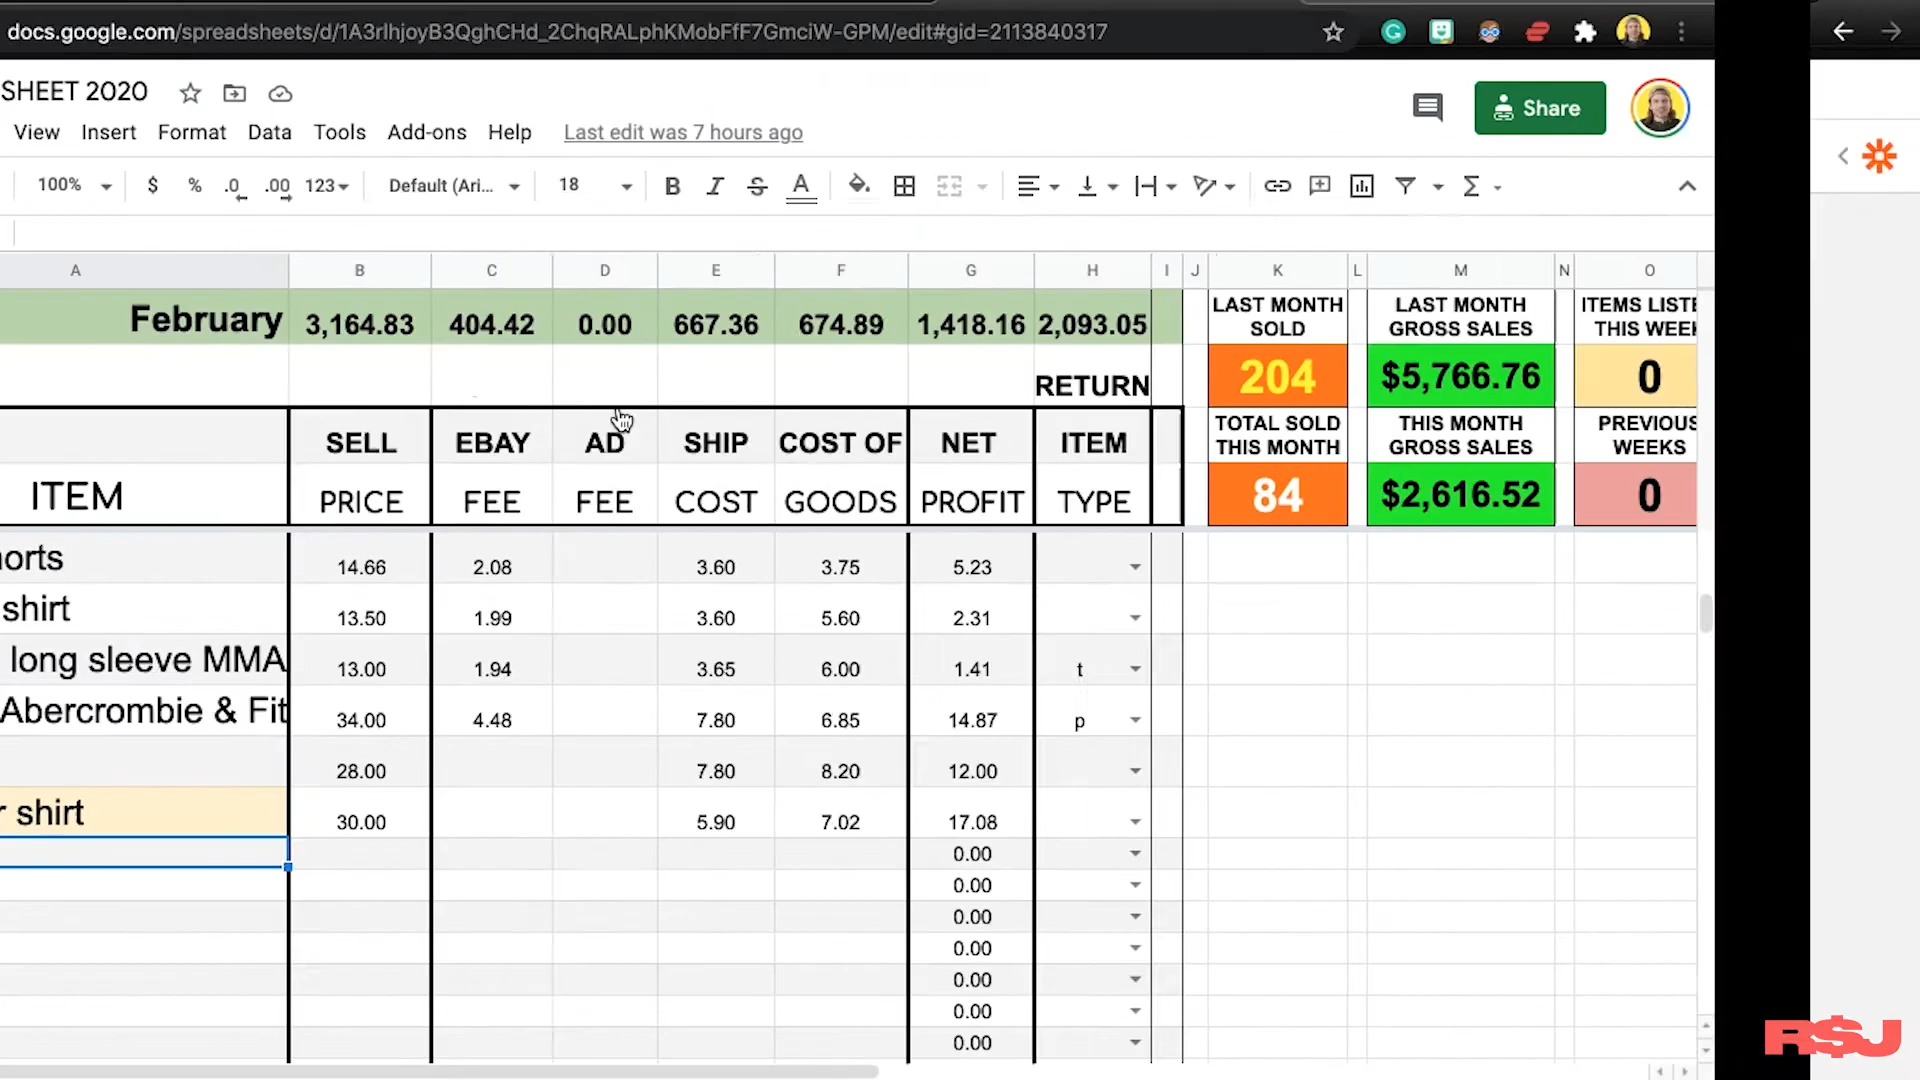 docs.google.com/spreadsheets/d/1A3rlhjoyB3QghCHd_2ChqRALphKMobFfF7GmciW-GPM/edit#gid=2113840317
SHEET 2020
Share
View Insert Format Data Tools Add-ons Help Last edit was 7 hours ago
100% $ % .0 .00 123 Default (Ari... 18 B I S A Σ
A B C D E F G H I J K L M N O
February 3,164.83 404.42 0.00 667.36 674.89 1,418.16 2,093.05
RETURN
LAST MONTH SOLD
204
TOTAL SOLD THIS MONTH
84
LAST MONTH GROSS SALES
$5,766.76
THIS MONTH GROSS SALES
$2,616.52
ITEMS LISTE
THIS WEEK
0
PREVIOUS
WEEKS
0
SELL EBAY AD SHIP COST OF NET ITEM
ITEM PRICE FEE FEE COST GOODS PROFIT TYPE
orts 14.66 2.08 3.60 3.75 5.23
shirt 13.50 1.99 3.60 5.60 2.31
long sleeve MMA 13.00 1.94 3.65 6.00 1.41 t
Abercrombie & Fit 34.00 4.48 7.80 6.85 14.87 p
28.00 7.80 8.20 12.00
r shirt 30.00 5.90 7.02 17.08
0.00
0.00
0.00
0.00
0.00
0.00
0.00
R$J